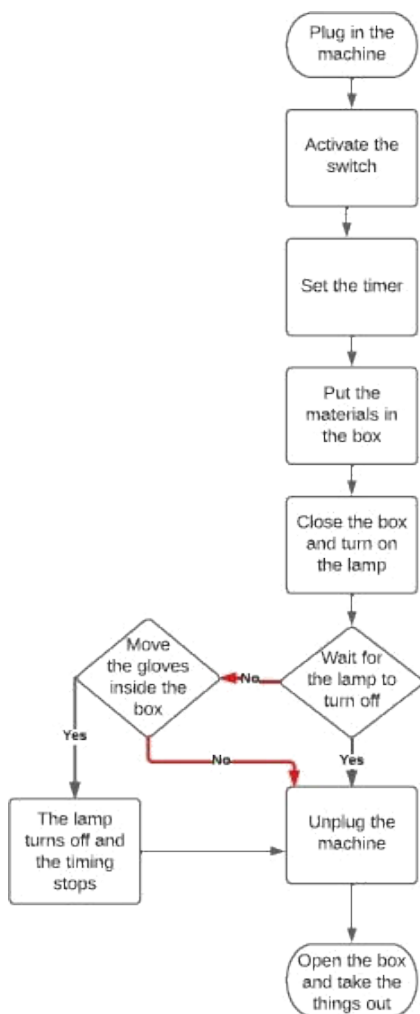 Plug in the
machine
Activate the
switch
Set the timer
Put the
materials in
the box
Close the box
and turn on
the lamp
Wait for
the lamp to
turn off
No
Move
the gloves
inside the
box
Yes
No
Yes
The lamp
turns off and
the timing
stops
Unplug the
machine
Open the box
and take the
things out